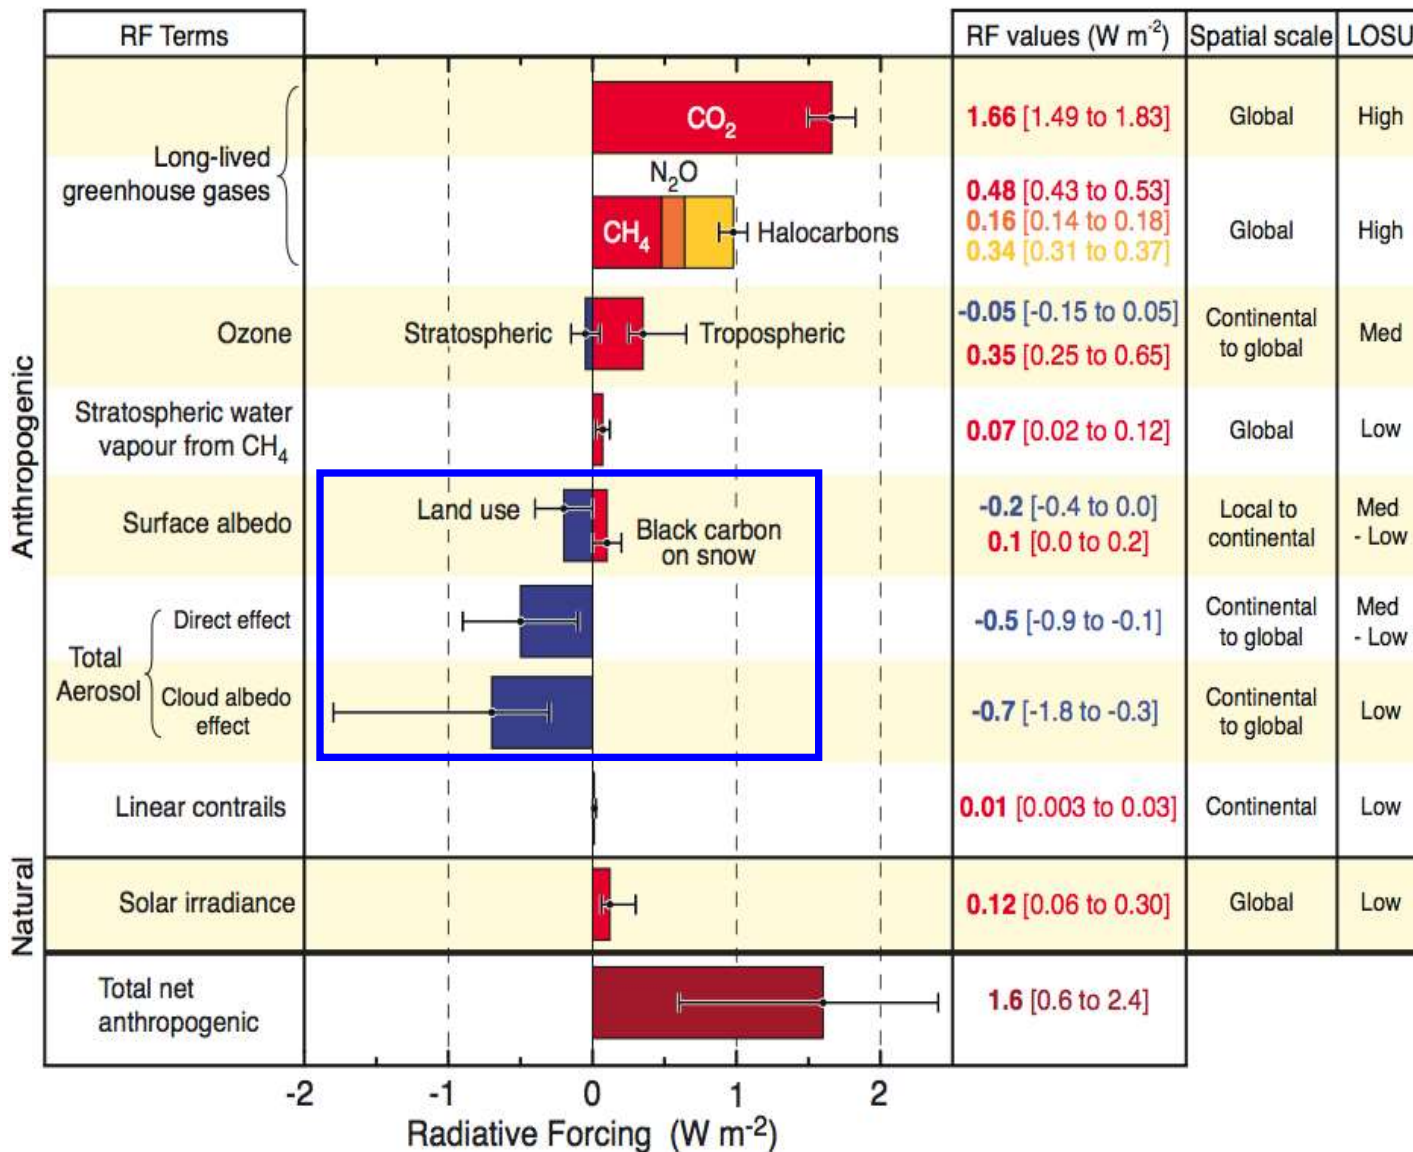 RF Terms
RF values (W m⁻²)
Spatial scale
LOSU
Anthropogenic
Long-lived
greenhouse gases
CO₂
1.66 [1.49 to 1.83]
Global
High
N₂O
CH₄
Halocarbons
0.48 [0.43 to 0.53]
0.16 [0.14 to 0.18]
0.34 [0.31 to 0.37]
Global
High
Ozone
Stratospheric
Tropospheric
-0.05 [-0.15 to 0.05]
0.35 [0.25 to 0.65]
Continental
to global
Med
Stratospheric water
vapour from CH₄
0.07 [0.02 to 0.12]
Global
Low
Surface albedo
Land use
Black carbon
on snow
-0.2 [-0.4 to 0.0]
0.1 [0.0 to 0.2]
Local to
continental
Med
- Low
Total
Aerosol
Direct effect
-0.5 [-0.9 to -0.1]
Continental
to global
Med
- Low
Cloud albedo
effect
-0.7 [-1.8 to -0.3]
Continental
to global
Low
Linear contrails
0.01 [0.003 to 0.03]
Continental
Low
Natural
Solar irradiance
0.12 [0.06 to 0.30]
Global
Low
Total net
anthropogenic
1.6 [0.6 to 2.4]
-2 -1 0 1 2
Radiative Forcing (W m⁻²)